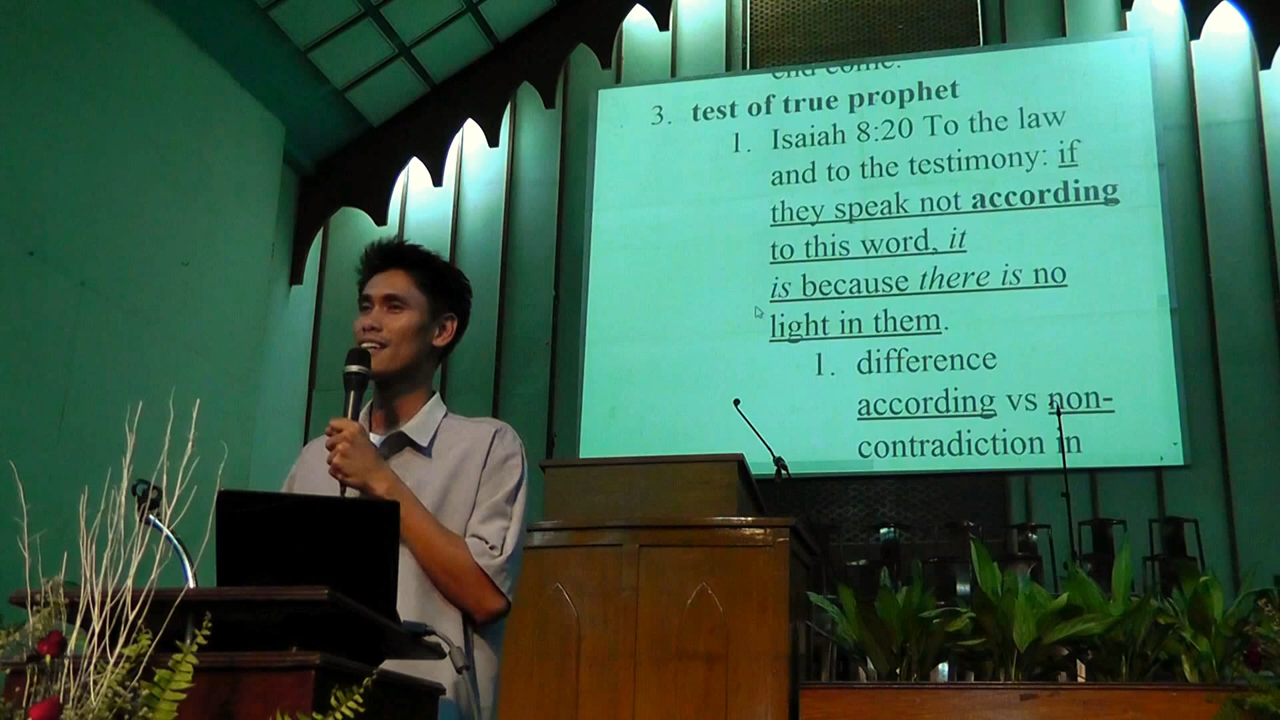 end come.
3. test of true prophet
1. Isaiah 8:20 To the law
and to the testimony: if
they speak not according
to this word, it
is because there is no
light in them.
1. difference
according vs non-
contradiction in